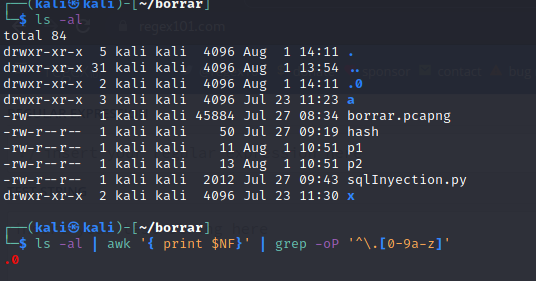 ┌──(kali㉿kali)-[~/borrar]
└─$ ls -al
total 84
drwxr-xr-x  5 kali kali  4096 Aug  1 14:11 .
drwxr-xr-x 31 kali kali  4096 Aug  1 13:54 ..
drwxr-xr-x  2 kali kali  4096 Aug  1 14:11 .0
drwxr-xr-x  3 kali kali  4096 Jul 23 11:23 a
-rw-------  1 kali kali 45884 Jul 27 08:34 borrar.pcapng
-rw-r--r--  1 kali kali    50 Jul 27 09:19 hash
-rw-r--r--  1 kali kali    11 Aug  1 10:51 p1
-rw-r--r--  1 kali kali    13 Aug  1 10:51 p2
-rw-r--r--  1 kali kali  2012 Jul 27 09:43 sqlInyection.py
drwxr-xr-x  2 kali kali  4096 Jul 23 11:30 x
┌──(kali㉿kali)-[~/borrar]
└─$ ls -al | awk '{ print $NF}' | grep -oP '^\.[0-9a-z]'
.0
regex101.com
sponsor contact bug